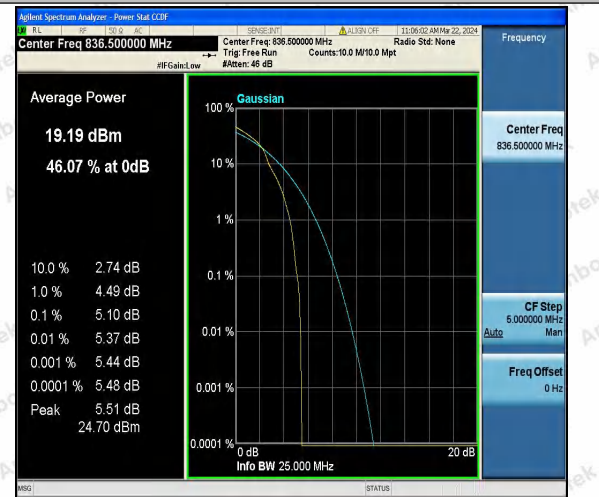 Agilent Spectrum Analyzer - Power Stat CCDF
RL RF 50 Ω AC SENSE:INT ALIGN OFF 11:06:02 AM Mar 22, 2024
Center Freq 836.500000 MHz
Center Freq: 836.500000 MHz Radio Std: None
Trig: Free Run Counts:10.0 M/10.0 Mpt
#IFGain:Low #Atten: 46 dB
Frequency
Average Power
19.19 dBm
46.07 % at 0dB
10.0 % 2.74 dB
1.0 % 4.49 dB
0.1 % 5.10 dB
0.01 % 5.37 dB
0.001 % 5.44 dB
0.0001 % 5.48 dB
Peak 5.51 dB
24.70 dBm
Gaussian
100 %
10 %
1 %
0.1 %
0.01 %
0.001 %
0.0001 %
0 dB 20 dB
Info BW 25.000 MHz
Center Freq
836.500000 MHz
CF Step
5.000000 MHz
Auto Man
Freq Offset
0 Hz
MSG STATUS